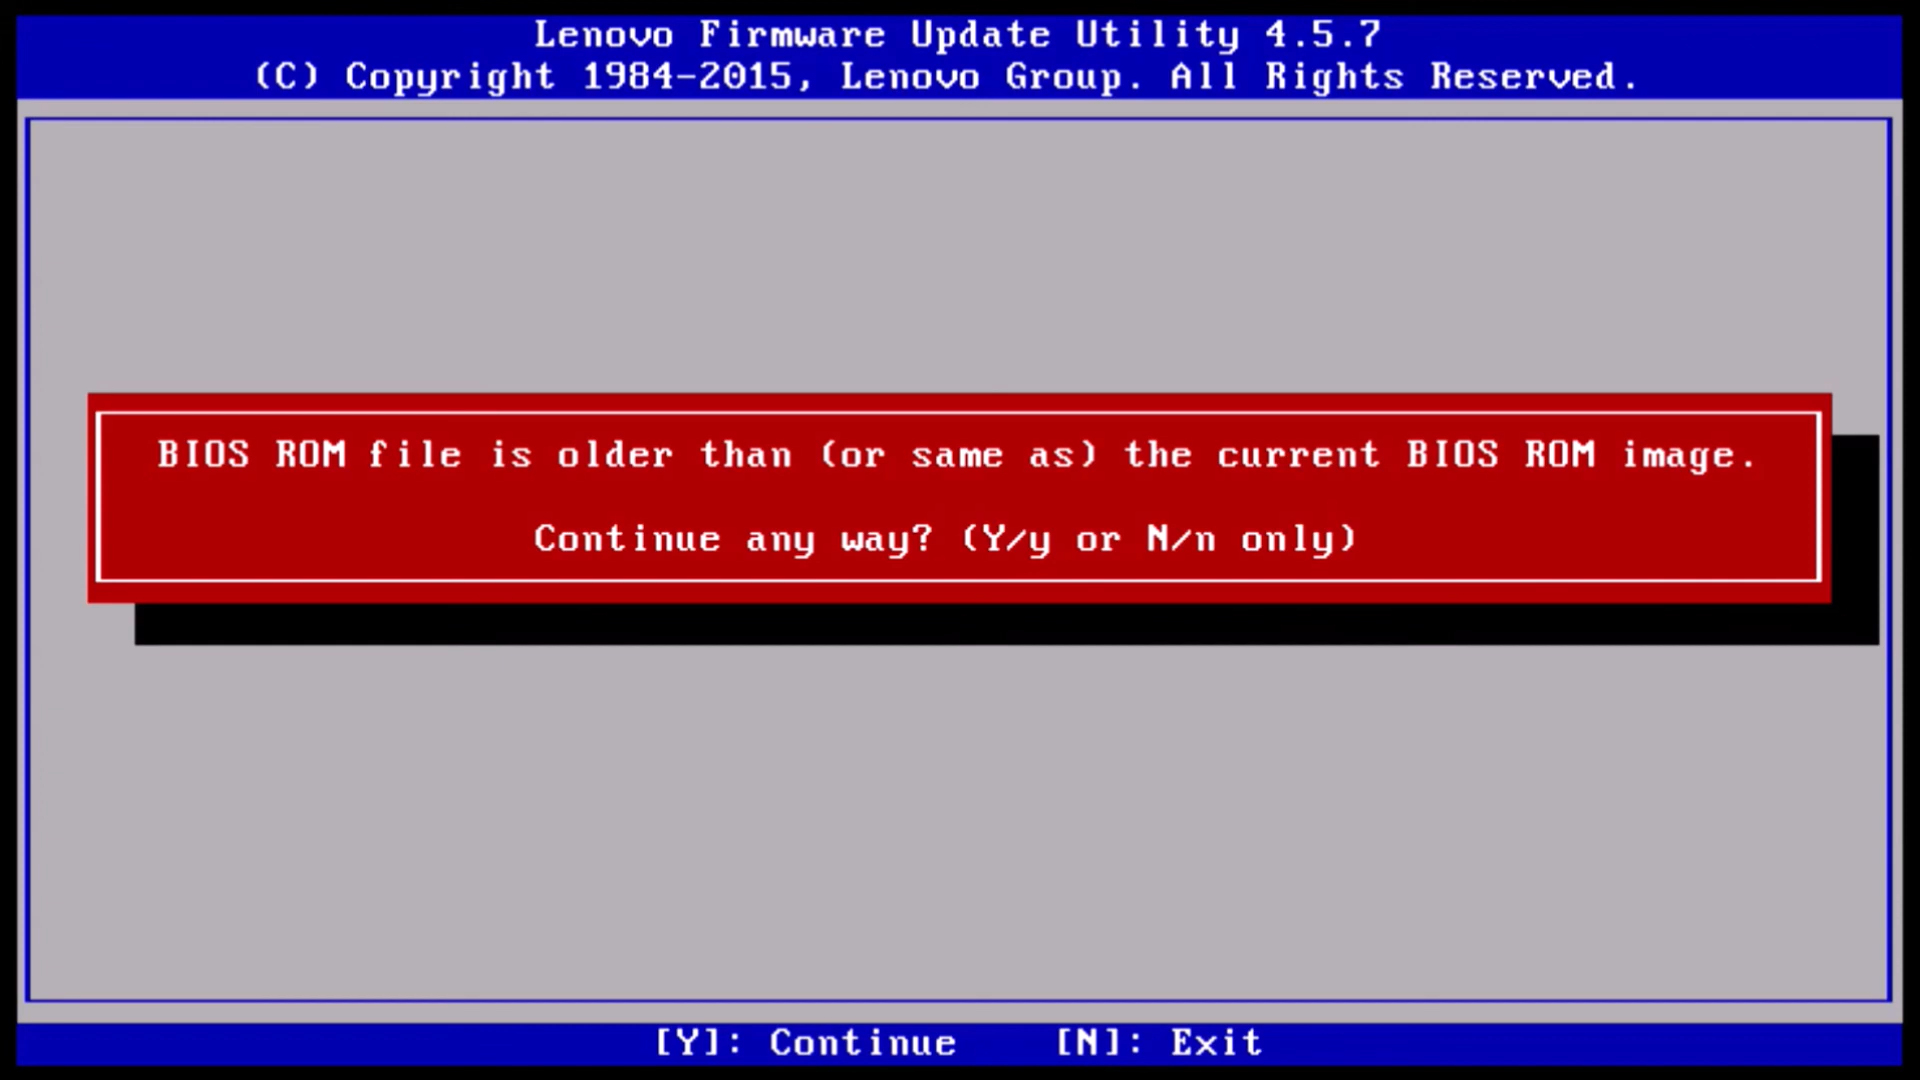 Lenovo Firmware Update Utility 4.5.7
(C) Copyright 1984-2015, Lenovo Group. All Rights Reserved.
BIOS ROM file is older than (or same as) the current BIOS ROM image.
Continue any way? (Y/y or N/n only)
[Y]: Continue [N]: Exit